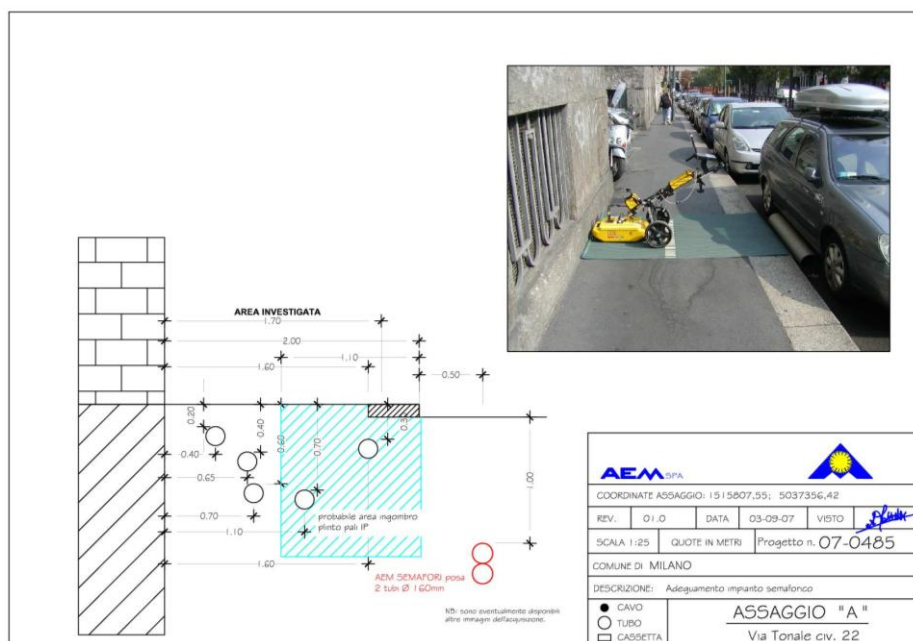 AREA INVESTIGATA
1.70
2.00
1.10
1.60
0.50
0.20
0.40
0.60
0.70
0.40
0.65
0.70
1.10
1.60
1.00
probabile area ingombro
plinto pali IP
AEM SEMAFORI posa
2 tubi Ø 160mm
NB: sono eventualmente disponibili
altre immagini dell'acquisizione.
AEM SPA
COORDINATE ASSAGGIO: 1515807,55; 5037356,42
REV. 01.0 DATA 03-09-07 VISTO
SCALA 1:25 QUOTE IN METRI Progetto n. 07-0485
COMUNE DI MILANO
DESCRIZIONE: Adeguamento impianto semaforico
CAVO
TUBO
CASSETTA
ASSAGGIO "A"
Via Tonale civ. 22